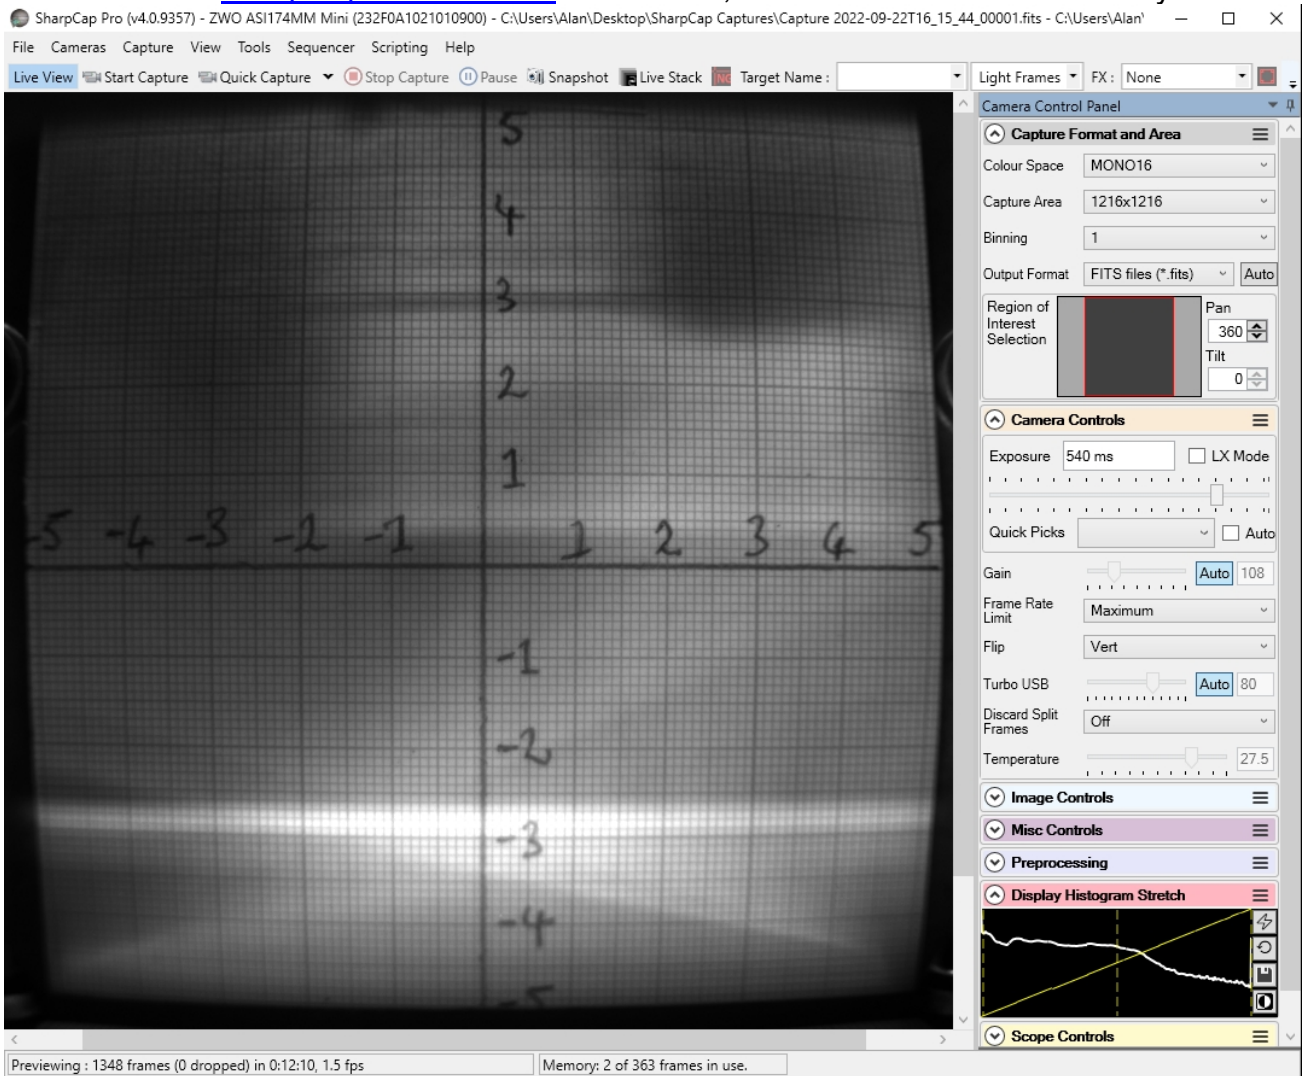 SharpCap Pro (v4.0.9357) - ZWO ASI174MM Mini (232F0A1021010900) - C:\Users\Alan\Desktop\SharpCap Captures\Capture 2022-09-22T16_15_44_00001.fits - C:\Users\Alan'
File Cameras Capture View Tools Sequencer Scripting Help
Live View Start Capture Quick Capture Stop Capture Pause Snapshot Live Stack Target Name : Light Frames FX : None
Camera Control Panel
Capture Format and Area
Colour Space MONO16
Capture Area 1216x1216
Binning 1
Output Format FITS files (*.fits) Auto
Region of Interest Selection
Pan
360
Tilt
0
Camera Controls
Exposure 540 ms LX Mode
Quick Picks Auto
Gain Auto 108
Frame Rate Limit Maximum
Flip Vert
Turbo USB Auto 80
Discard Split Frames Off
Temperature 27.5
Image Controls
Misc Controls
Preprocessing
Display Histogram Stretch
Scope Controls
5
4
3
2
1
-5 -4 -3 -2 -1 1 2 3 4 5
-1
-2
-3
-4
-5
Previewing : 1348 frames (0 dropped) in 0:12:10, 1.5 fps Memory: 2 of 363 frames in use.